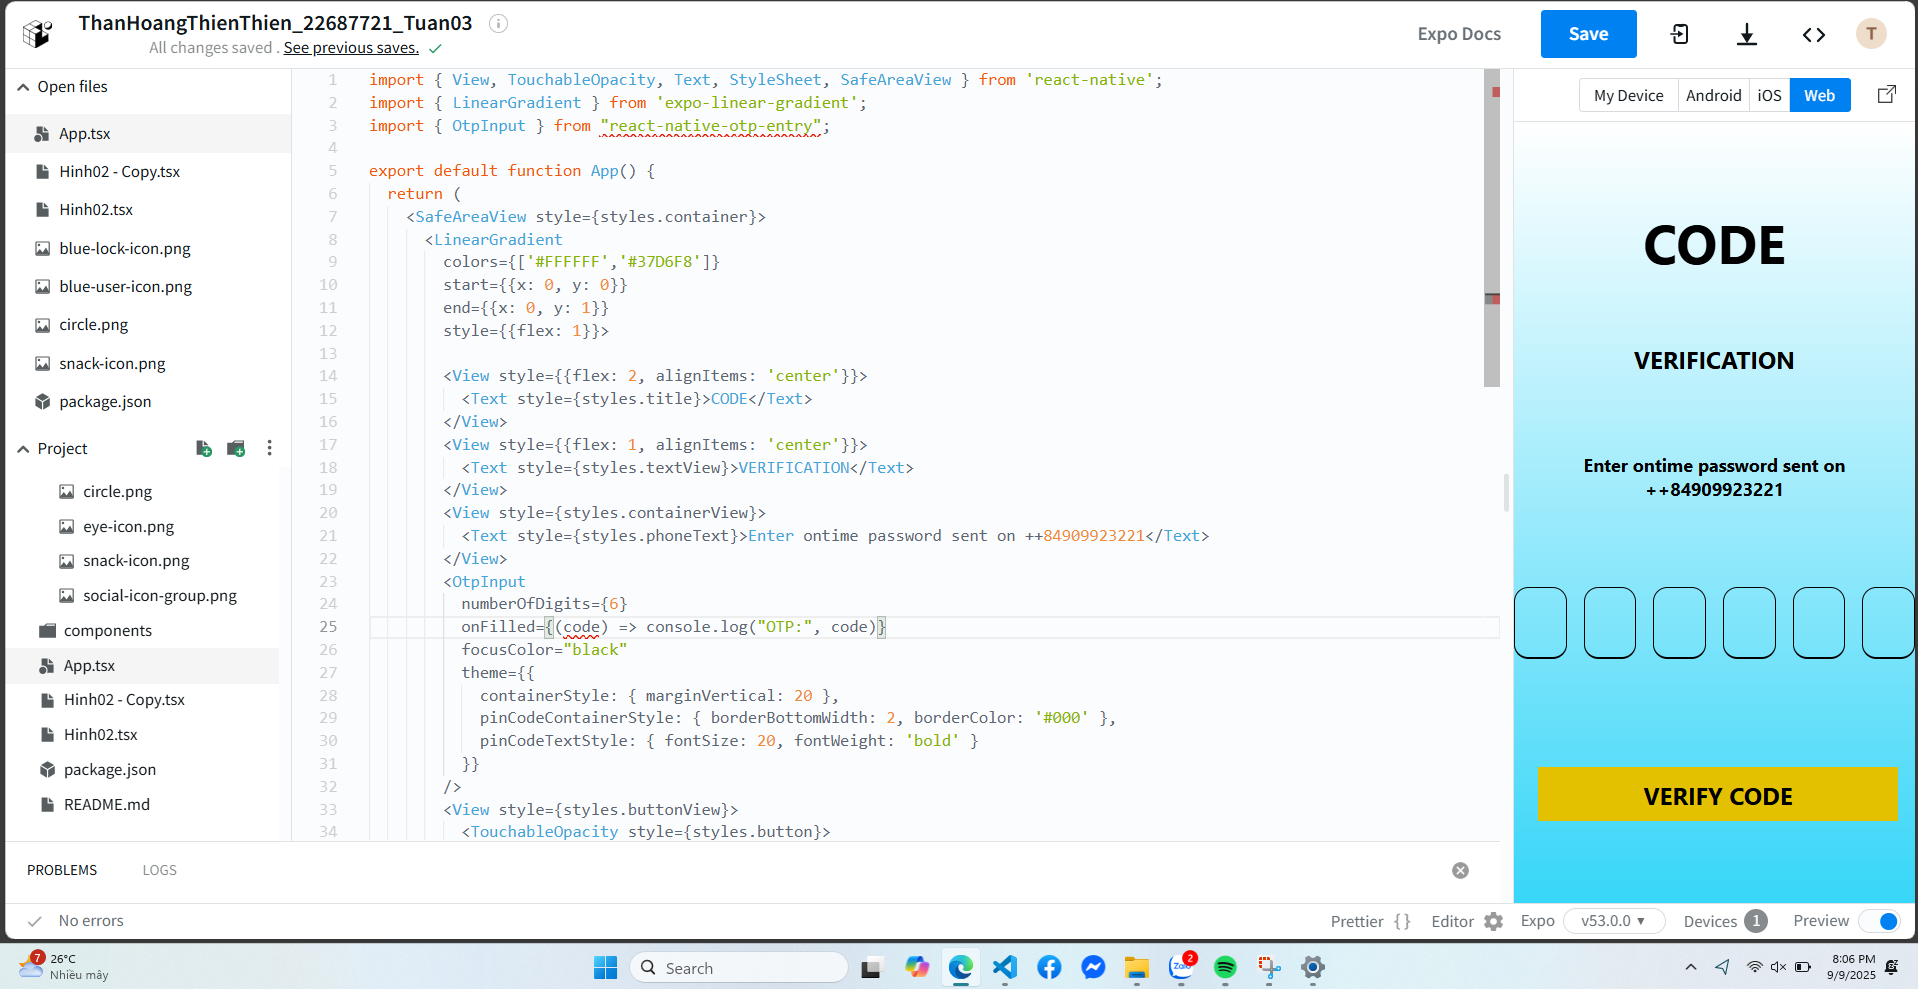 ThanHoangThienThien_22687721_Tuan03
All changes saved . See previous saves.
Expo Docs
Save
T
Open files
App.tsx
Hinh02 - Copy.tsx
Hinh02.tsx
blue-lock-icon.png
blue-user-icon.png
circle.png
snack-icon.png
package.json
Project
circle.png
eye-icon.png
snack-icon.png
social-icon-group.png
components
App.tsx
Hinh02 - Copy.tsx
Hinh02.tsx
package.json
README.md
1 import { View, TouchableOpacity, Text, StyleSheet, SafeAreaView } from 'react-native';
2 import { LinearGradient } from 'expo-linear-gradient';
3 import { OtpInput } from "react-native-otp-entry";
4
5 export default function App() {
6 return (
7 <SafeAreaView style={styles.container}>
8 <LinearGradient
9 colors={['#FFFFFF','#37D6F8']}
10 start={{x: 0, y: 0}}
11 end={{x: 0, y: 1}}
12 style={{flex: 1}}>
13
14 <View style={{flex: 2, alignItems: 'center'}}>
15 <Text style={styles.title}>CODE</Text>
16 </View>
17 <View style={{flex: 1, alignItems: 'center'}}>
18 <Text style={styles.textView}>VERIFICATION</Text>
19 </View>
20 <View style={styles.containerView}>
21 <Text style={styles.phoneText}>Enter ontime password sent on ++84909923221</Text>
22 </View>
23 <OtpInput
24 numberOfDigits={6}
25 onFilled={(code) => console.log("OTP:", code)}
26 focusColor="black"
27 theme={{
28 containerStyle: { marginVertical: 20 },
29 pinCodeContainerStyle: { borderBottomWidth: 2, borderColor: '#000' },
30 pinCodeTextStyle: { fontSize: 20, fontWeight: 'bold' }
31 }}
32 />
33 <View style={styles.buttonView}>
34 <TouchableOpacity style={styles.button}>
My Device
Android
iOS
Web
CODE
VERIFICATION
Enter ontime password sent on
++84909923221
VERIFY CODE
PROBLEMS
LOGS
No errors
Prettier { }
Editor
Expo
v53.0.0
Devices 1
Preview
7
26°C
Nhiều mây
Search
Zalo
2
8:06 PM
9/9/2025